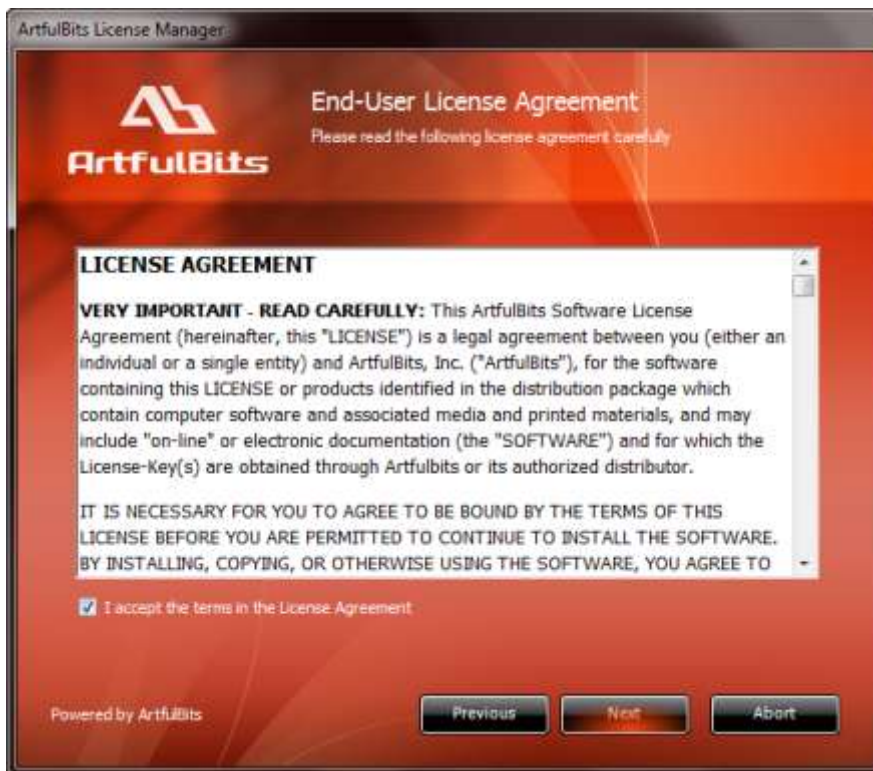 ArtfulBits License Manager
End-User License Agreement
Please read the following license agreement carefully
ArtfulBits
LICENSE AGREEMENT
VERY IMPORTANT - READ CAREFULLY: This ArtfulBits Software License
Agreement (hereinafter, this "LICENSE") is a legal agreement between you (either an
individual or a single entity) and ArtfulBits, Inc. ("ArtfulBits"), for the software
containing this LICENSE or products identified in the distribution package which
contain computer software and associated media and printed materials, and may
include "on-line" or electronic documentation (the "SOFTWARE") and for which the
License-Key(s) are obtained through Artfulbits or its authorized distributor.
IT IS NECESSARY FOR YOU TO AGREE TO BE BOUND BY THE TERMS OF THIS
LICENSE BEFORE YOU ARE PERMITTED TO CONTINUE TO INSTALL THE SOFTWARE.
BY INSTALLING, COPYING, OR OTHERWISE USING THE SOFTWARE, YOU AGREE TO
I accept the terms in the License Agreement
Powered by ArtfulBits
Previous
Next
Abort